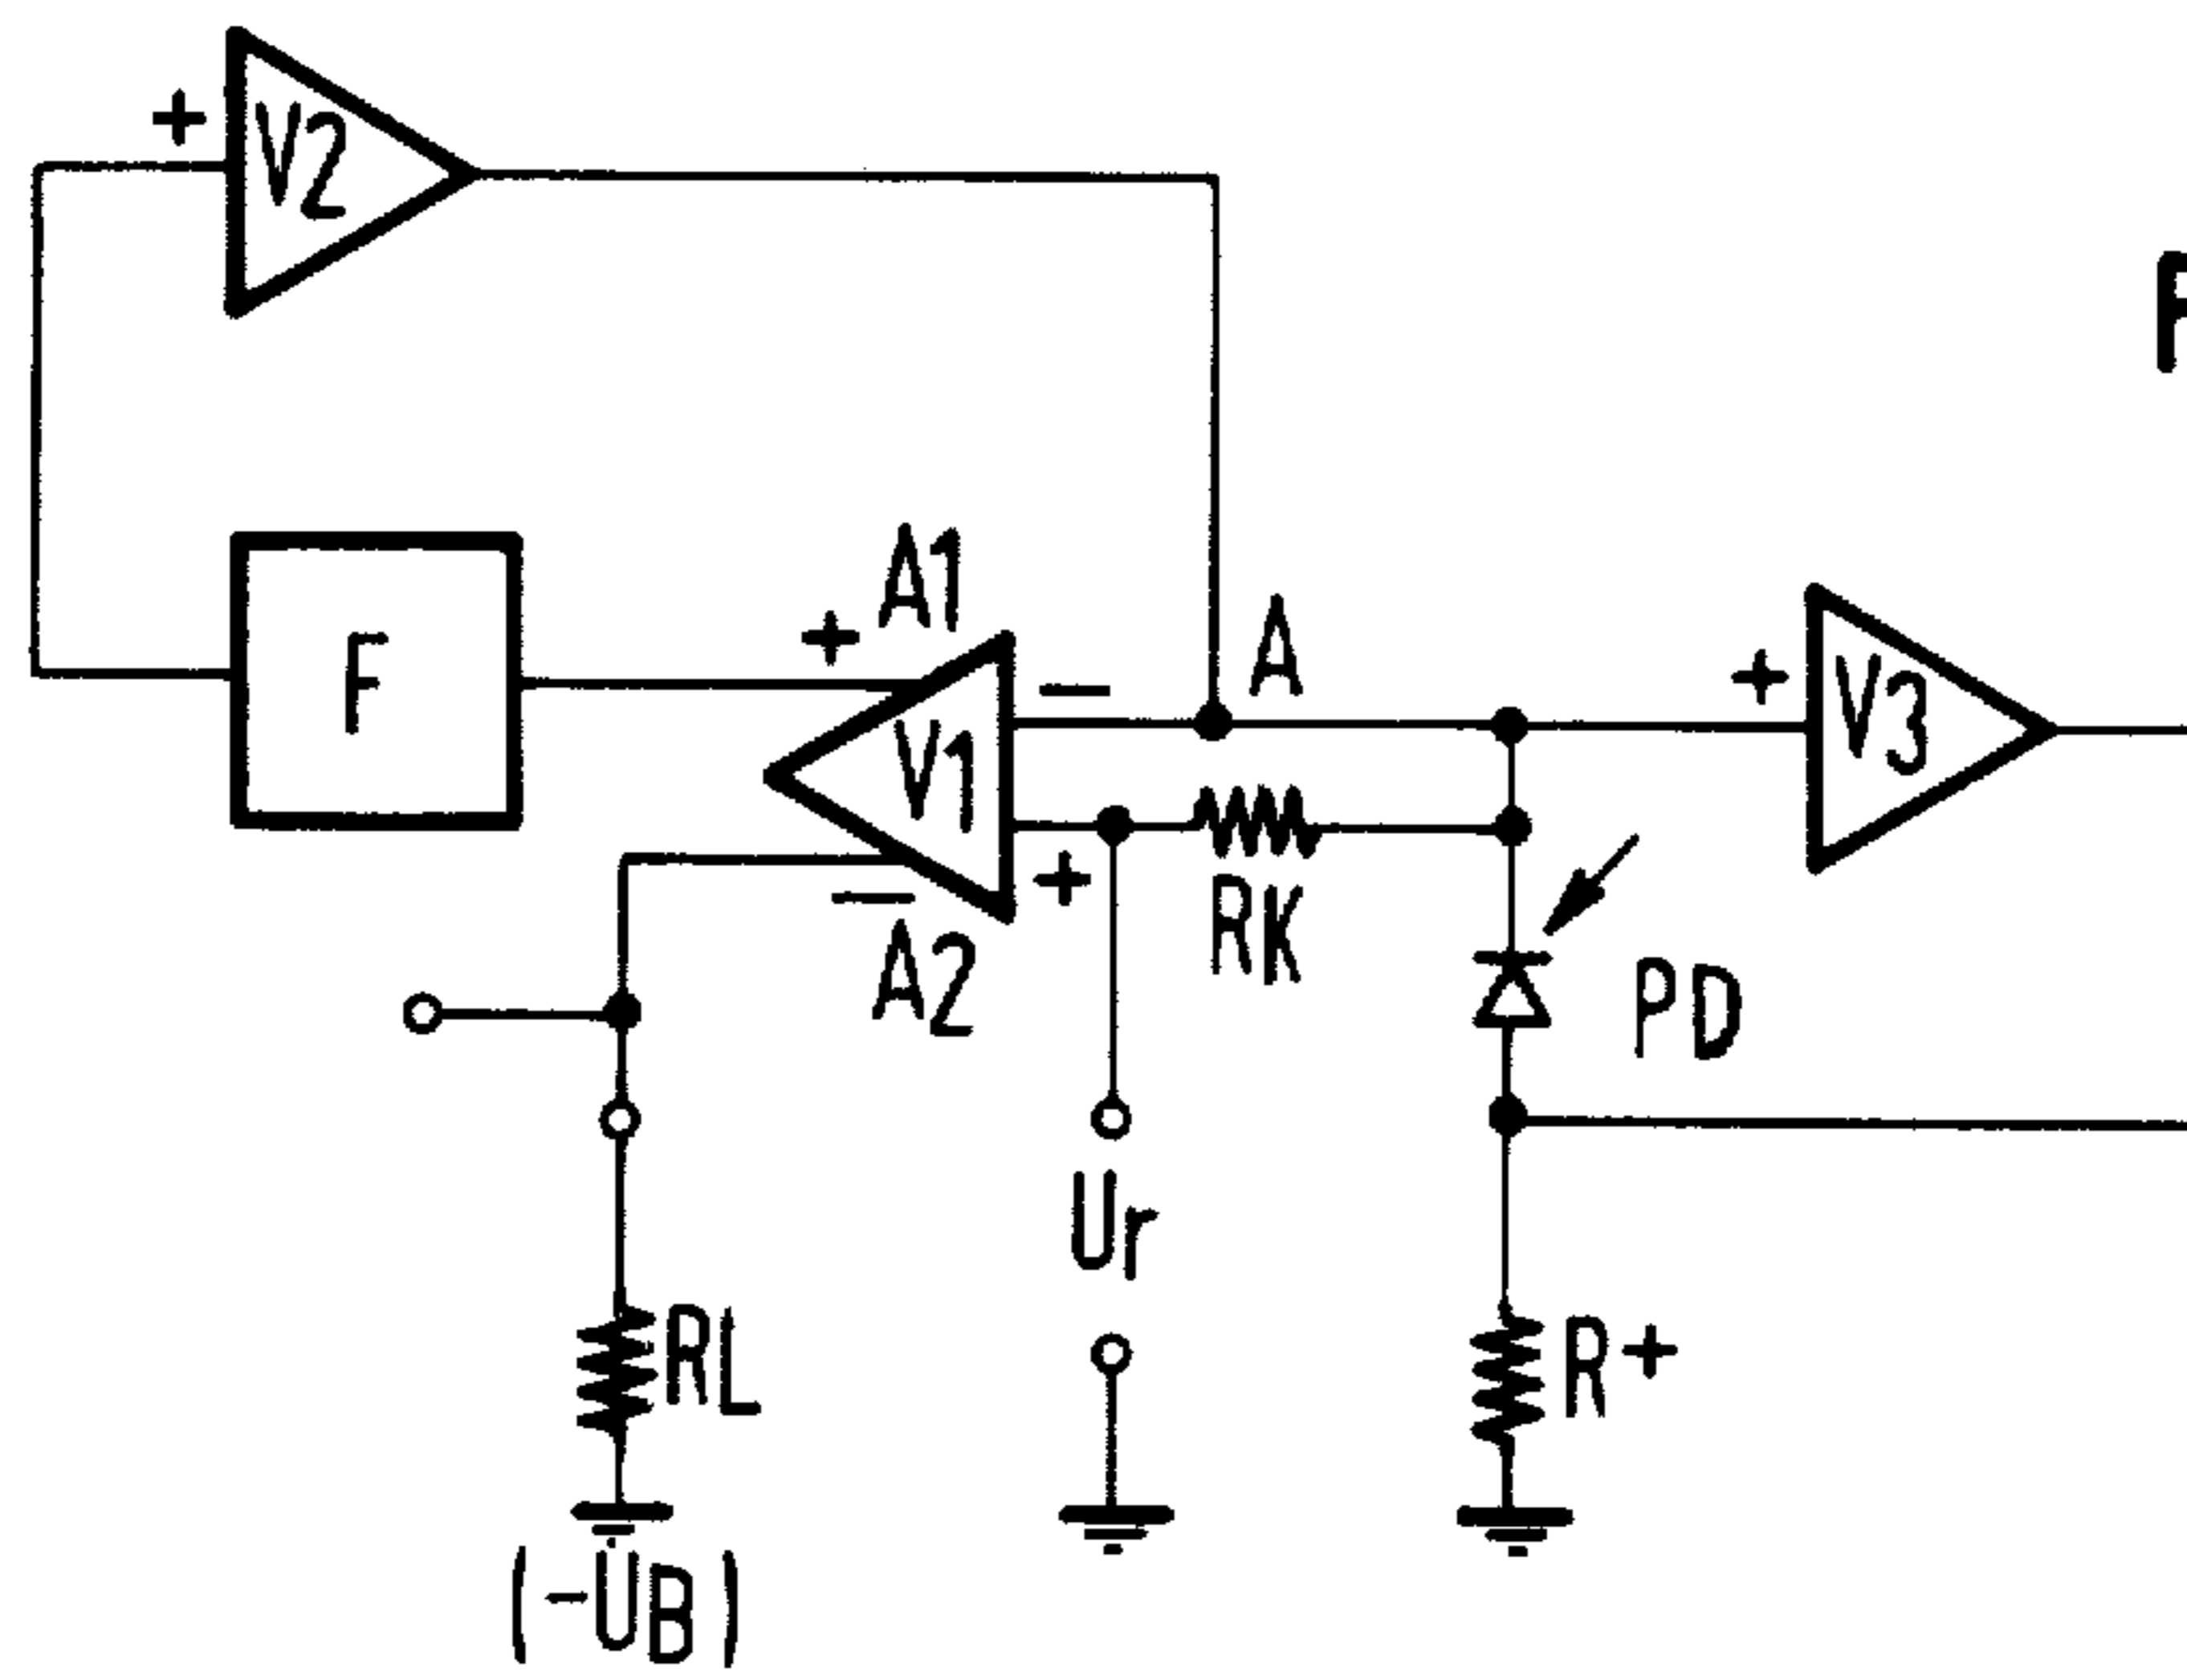 +
V2
A1
+
F
V1
−
A
+
V3
+
−
A2
RK
PD
Ur
RL
R+
(-UB)